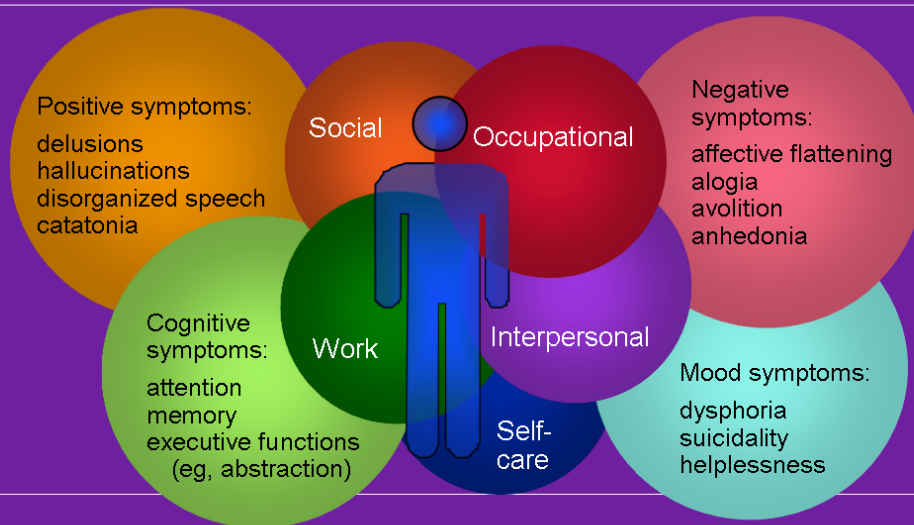 Positive symptoms:
delusions
hallucinations
disorganized speech
catatonia
Social
Occupational
Negative
symptoms:
affective flattening
alogia
avolition
anhedonia
Cognitive
symptoms:
attention
memory
executive functions
(eg, abstraction)
Work
Interpersonal
Self-
care
Mood symptoms:
dysphoria
suicidality
helplessness